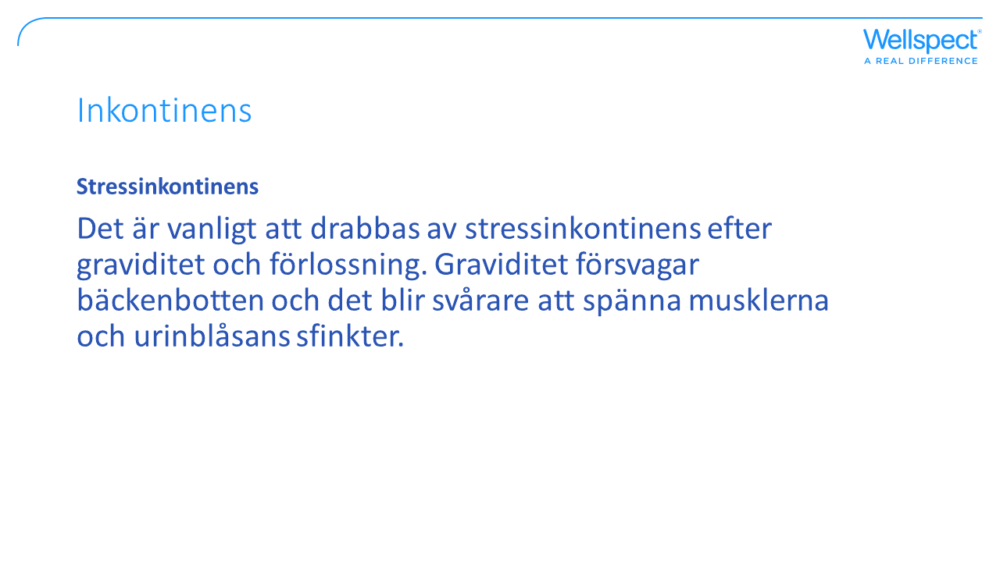 Wellspect®
A REAL DIFFERENCE
Inkontinens
Stressinkontinens
Det är vanligt att drabbas av stressinkontinens efter
graviditet och förlossning. Graviditet försvagar
bäckenbotten och det blir svårare att spänna musklerna
och urinblåsans sfinkter.